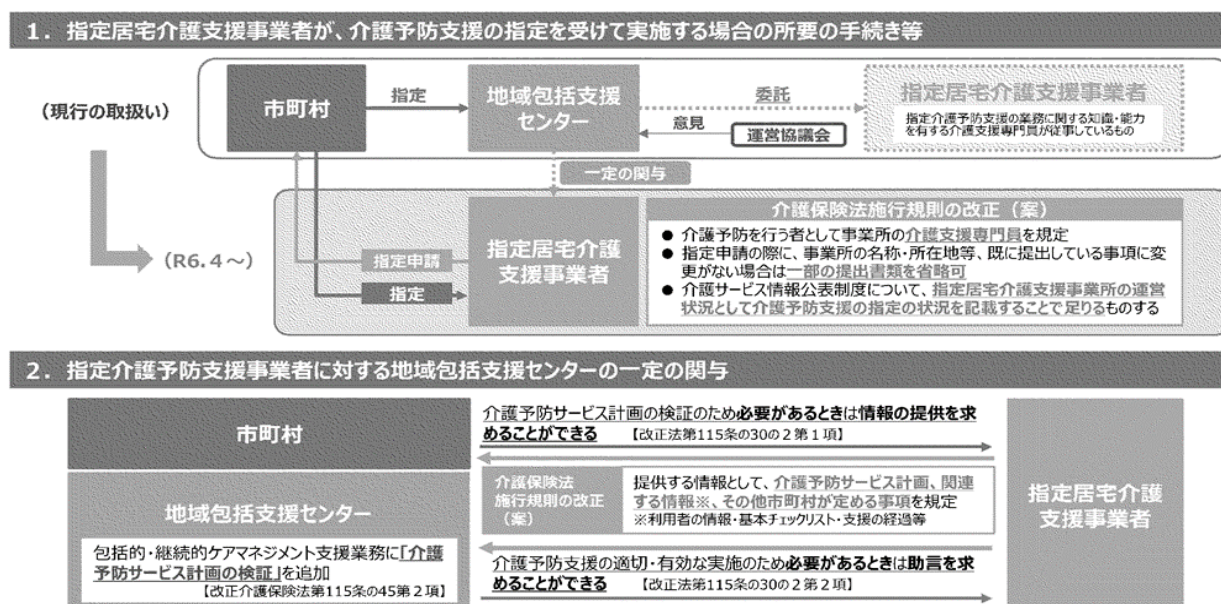 1．指定居宅介護支援事業者が、介護予防支援の指定を受けて実施する場合の所要の手続き等
（現行の取扱い）
市町村
指定
地域包括支援
センター
委託
意見
運営協議会
指定居宅介護支援事業者
指定介護予防支援の業務に関する知識・能力
を有する介護支援専門員が従事しているもの
一定の関与
（R6.4～）
指定申請
指定
指定居宅介護
支援事業者
介護保険法施行規則の改正（案）
● 介護予防を行う者として事業所の介護支援専門員を規定
● 指定申請の際に、事業所の名称・所在地等、既に提出している事項に変
更がない場合は一部の提出書類を省略可
● 介護サービス情報公表制度について、指定居宅介護支援事業所の運営
状況として介護予防支援の指定の状況を記載することで足りるものする
2．指定介護予防支援事業者に対する地域包括支援センターの一定の関与
市町村
地域包括支援センター
包括的・継続的ケアマネジメント支援業務に「介護
予防サービス計画の検証」を追加
【改正介護保険法第115条の45第２項】
介護予防サービス計画の検証のため必要があるときは情報の提供を求
めることができる 【改正法第115条の30の２第１項】
介護保険法
施行規則の改正
（案）
提供する情報として、介護予防サービス計画、関連
する情報※、その他市町村が定める事項を規定
※利用者の情報・基本チェックリスト・支援の経過等
介護予防支援の適切・有効な実施のため必要があるときは助言を求
めることができる 【改正法第115条の30の２第２項】
指定居宅介護
支援事業者